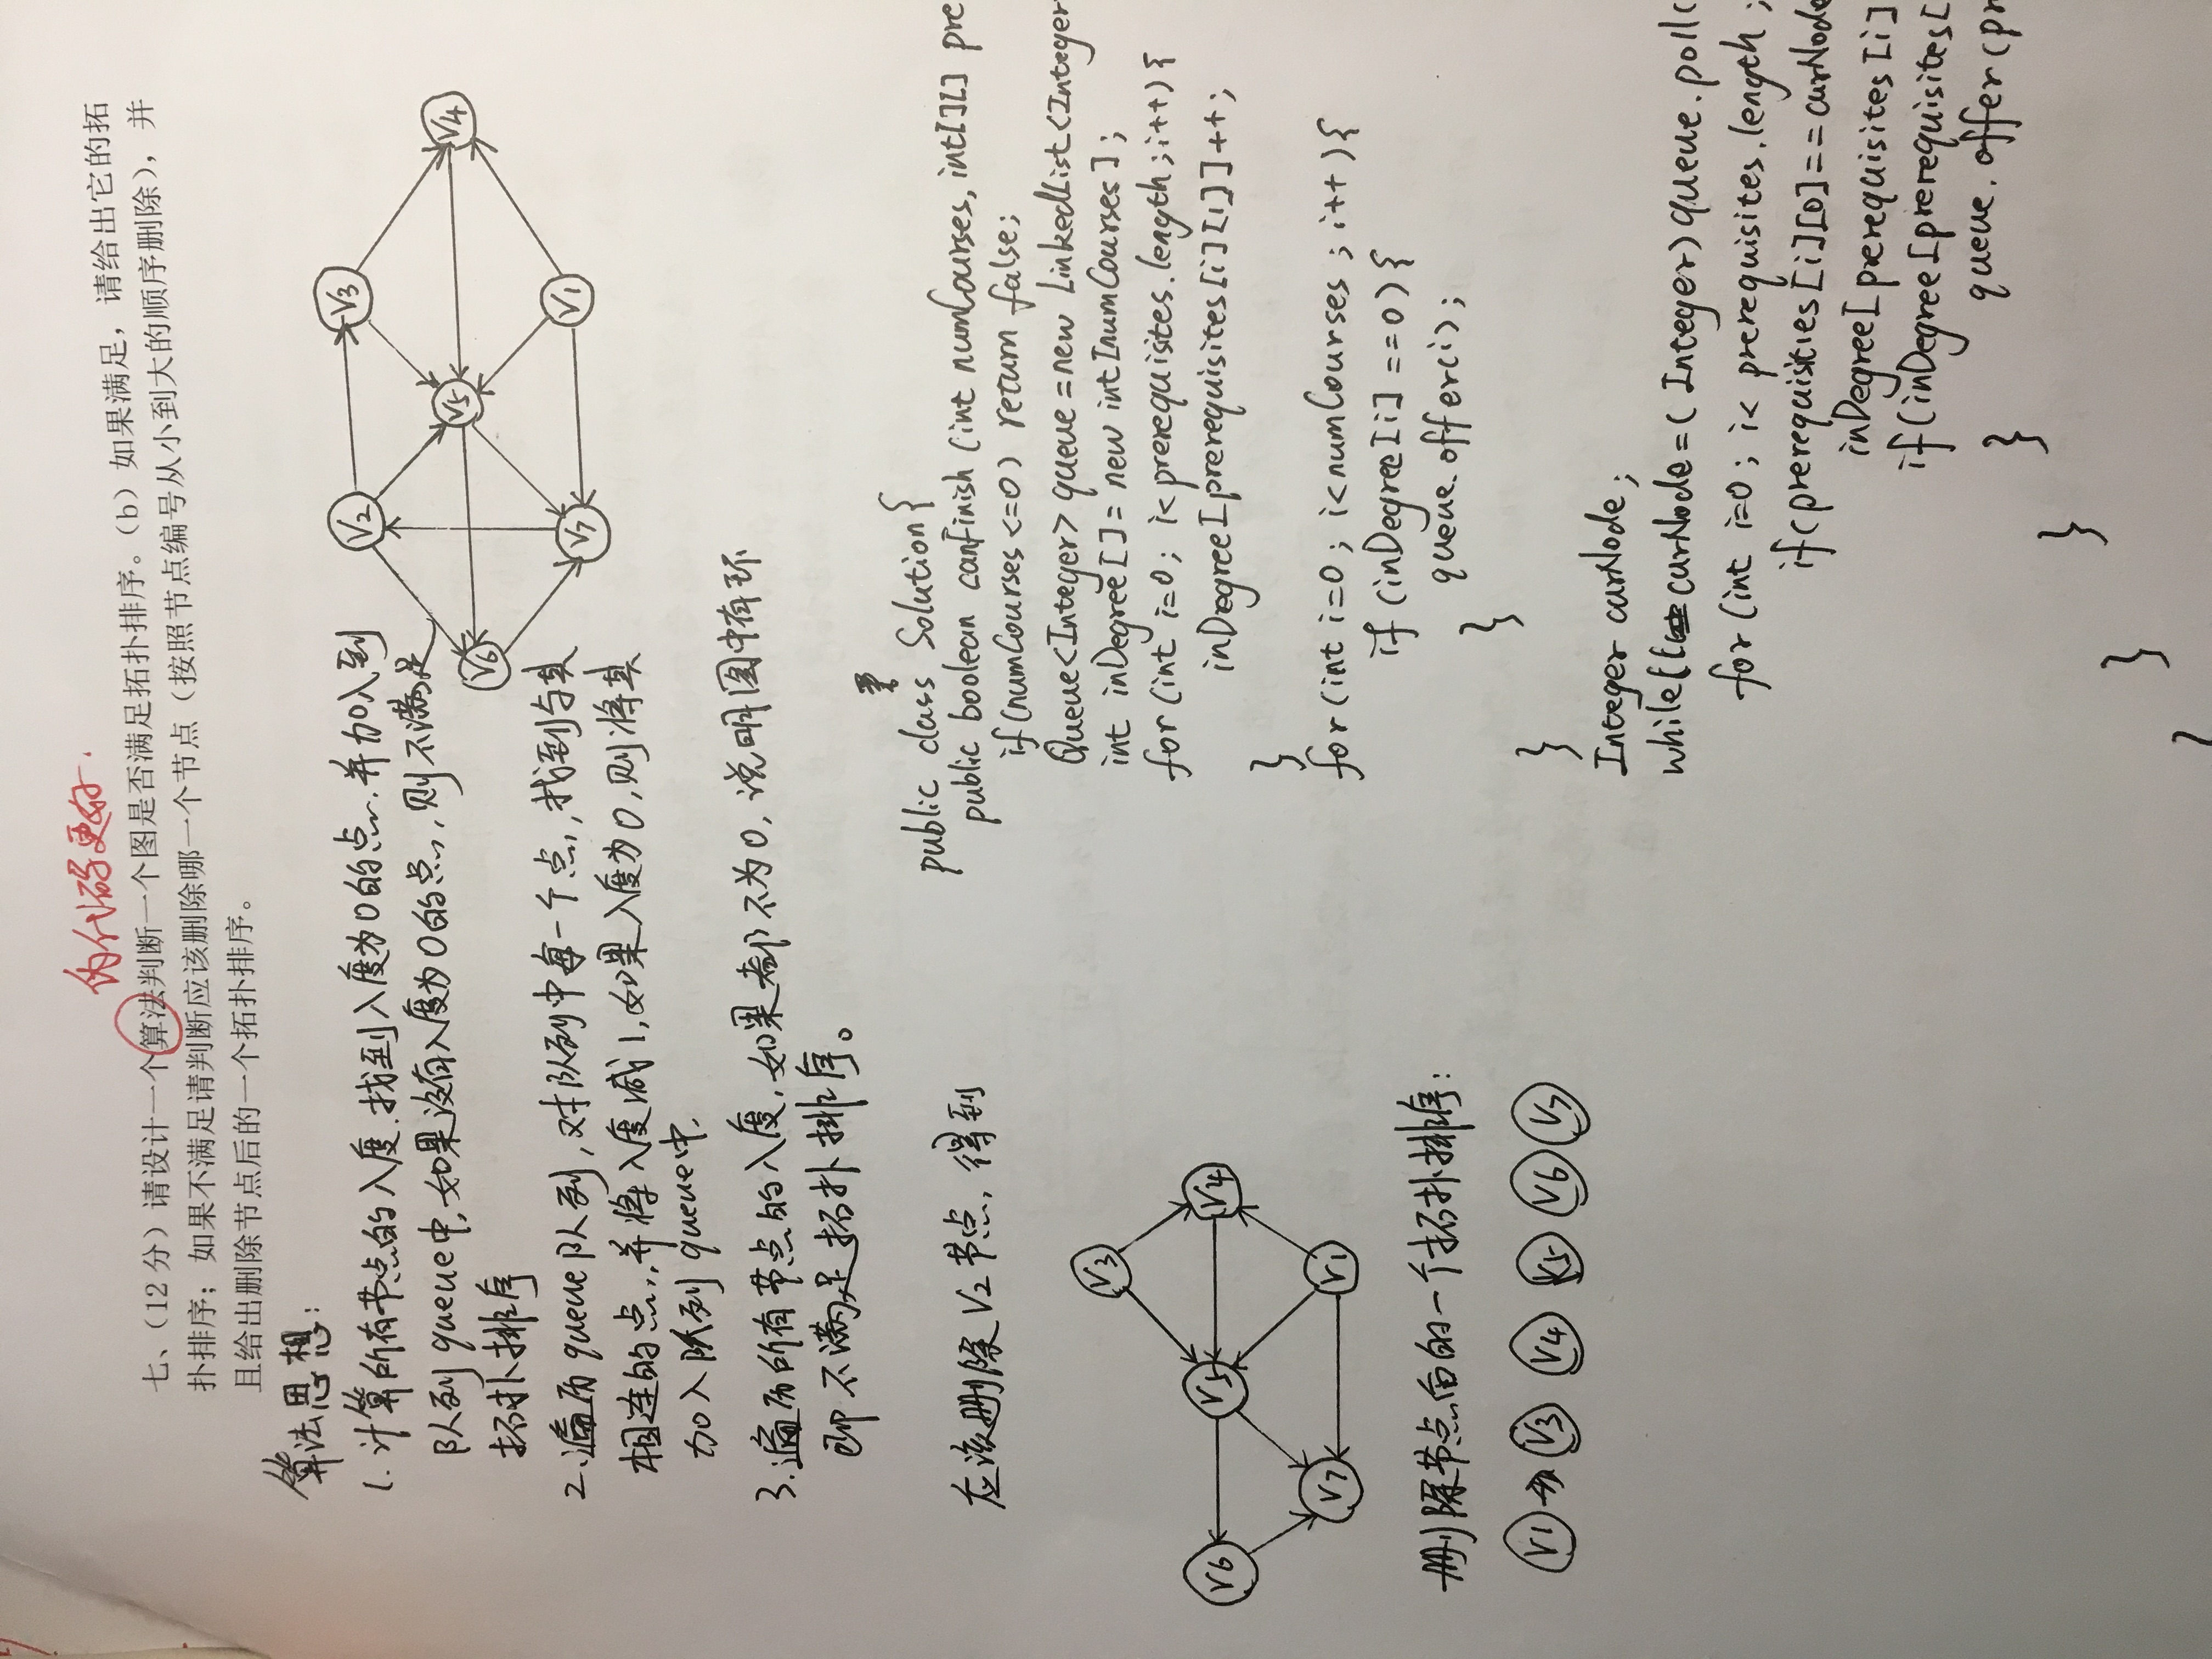 伪代码更好.
七、（12 分）请设计一个算法判断一个图是否满足拓扑排序。（b）如果满足，请给出它的拓
扑排序；如果不满足请判断应该删除哪一个节点（按照节点编号从小到大的顺序删除），并
且给出删除节点后的一个拓扑排序。
算法思想:
1. 计算所有节点的入度.找到入度为0的点.并加入到
队列 queue中,如果没有入度为0的点,则不满足
拓扑排序
2.遍历queue队列,对队列中每一个点,找到与其
相连的点,并将入度减1,如果入度为0,则将其
加入队列 queue中.
3.遍历所有节点的入度,如果都不为0,说明图中有环
即不满足拓扑排序。
V2 V3
V6 V5 V4
V7 V1
应该删除V2节点,得到
V3
V6 V5 V4
V7 V1
删除节点后的一个拓扑排序:
V1 → V3 V4 V5 V6 V7
public class Solution{
public boolean canFinish (int numCourses, int[][] pre
if(numCourses <=0) return false;
Queue<Integer> queue = new LinkedList<Integer
int inDegree[] = new int[numCourses];
for (int i=0; i< prerequisites.length; i++){
inDegree[prerequisites[i][1]]++;
}
for (int i=0; i<numCourses; i++){
if (inDegree[i] ==0){
queue.offer(i);
}
}
Integer curNode;
while((curNode=(Integer)queue.poll(
for (int i=0; i< prerequisites.length;
if(prerequisities[i][0]==curNode
inDegree[prerequisites[i]
if(inDegree[prerequisites[
queue.offer(pr
}
}
}
}